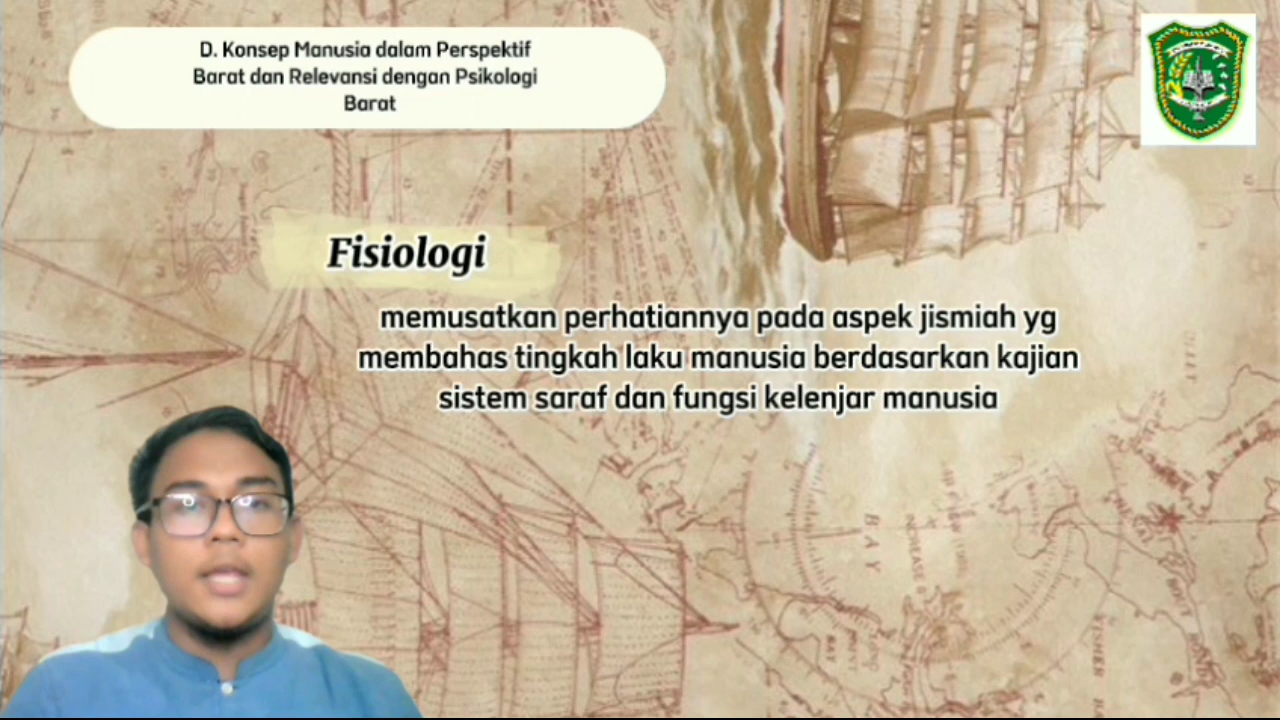 D. Konsep Manusia dalam Perspektif
Barat dan Relevansi dengan Psikologi
Barat
Fisiologi
memusatkan perhatiannya pada aspek jismiah yg
membahas tingkah laku manusia berdasarkan kajian
sistem saraf dan fungsi kelenjar manusia
BAY